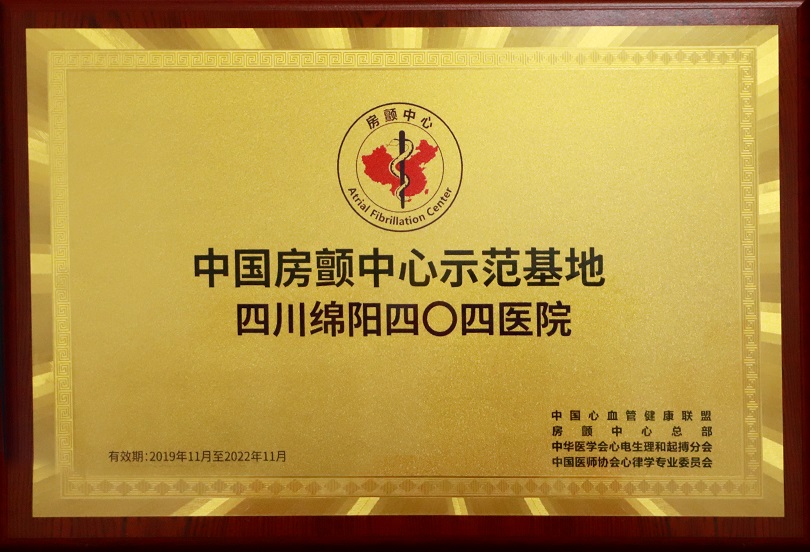 房颤中心
Atrial Fibrillation Center
中国房颤中心示范基地
四川绵阳四〇四医院
中国心血管健康联盟
房颤中心总部
中华医学会心电生理和起搏分会
中国医师协会心律学专业委员会
有效期：2019年11月至2022年11月